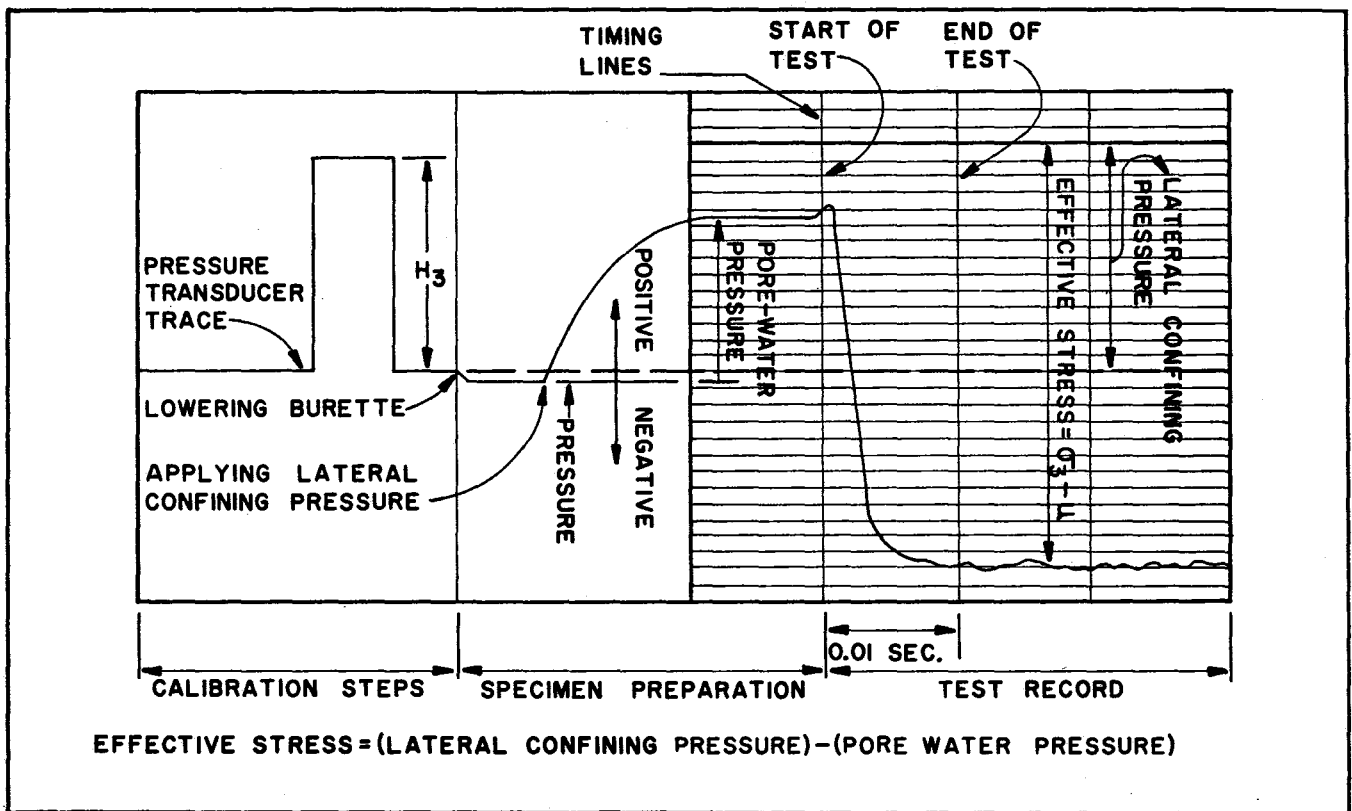 TIMING
LINES
START OF
TEST
END OF
TEST
PRESSURE
TRANSDUCER
TRACE
H3
LOWERING BURETTE
APPLYING LATERAL
CONFINING PRESSURE
PRESSURE
POSITIVE
NEGATIVE
PORE-WATER
PRESSURE
EFFECTIVE STRESS=σ3-μ
LATERAL CONFINING
PRESSURE
0.01 SEC.
CALIBRATION STEPS
SPECIMEN PREPARATION
TEST RECORD
EFFECTIVE STRESS=(LATERAL CONFINING PRESSURE)-(PORE WATER PRESSURE)